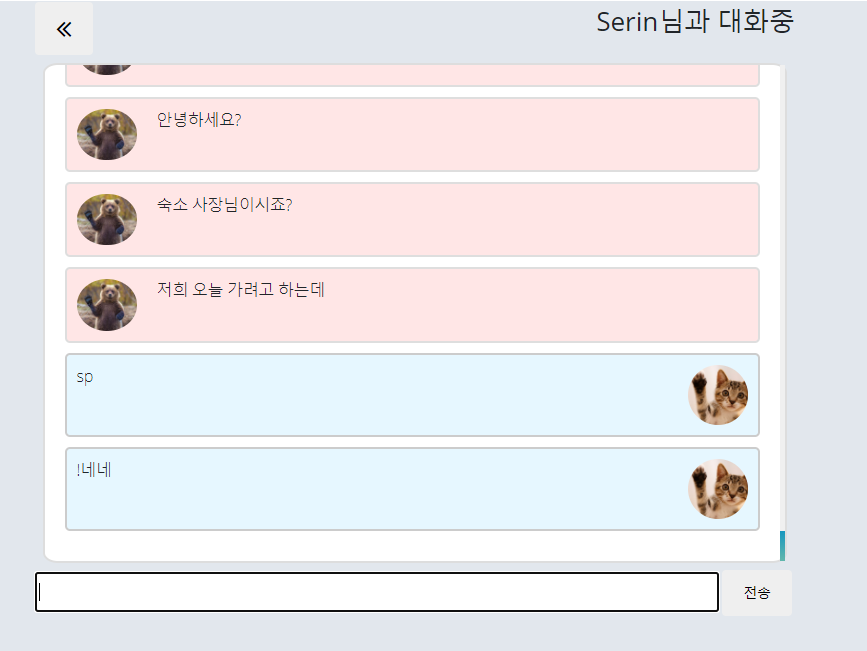 Serin님과 대화중
안녕하세요?
숙소 사장님이시죠?
저희 오늘 가려고 하는데
sp
!네네
전송